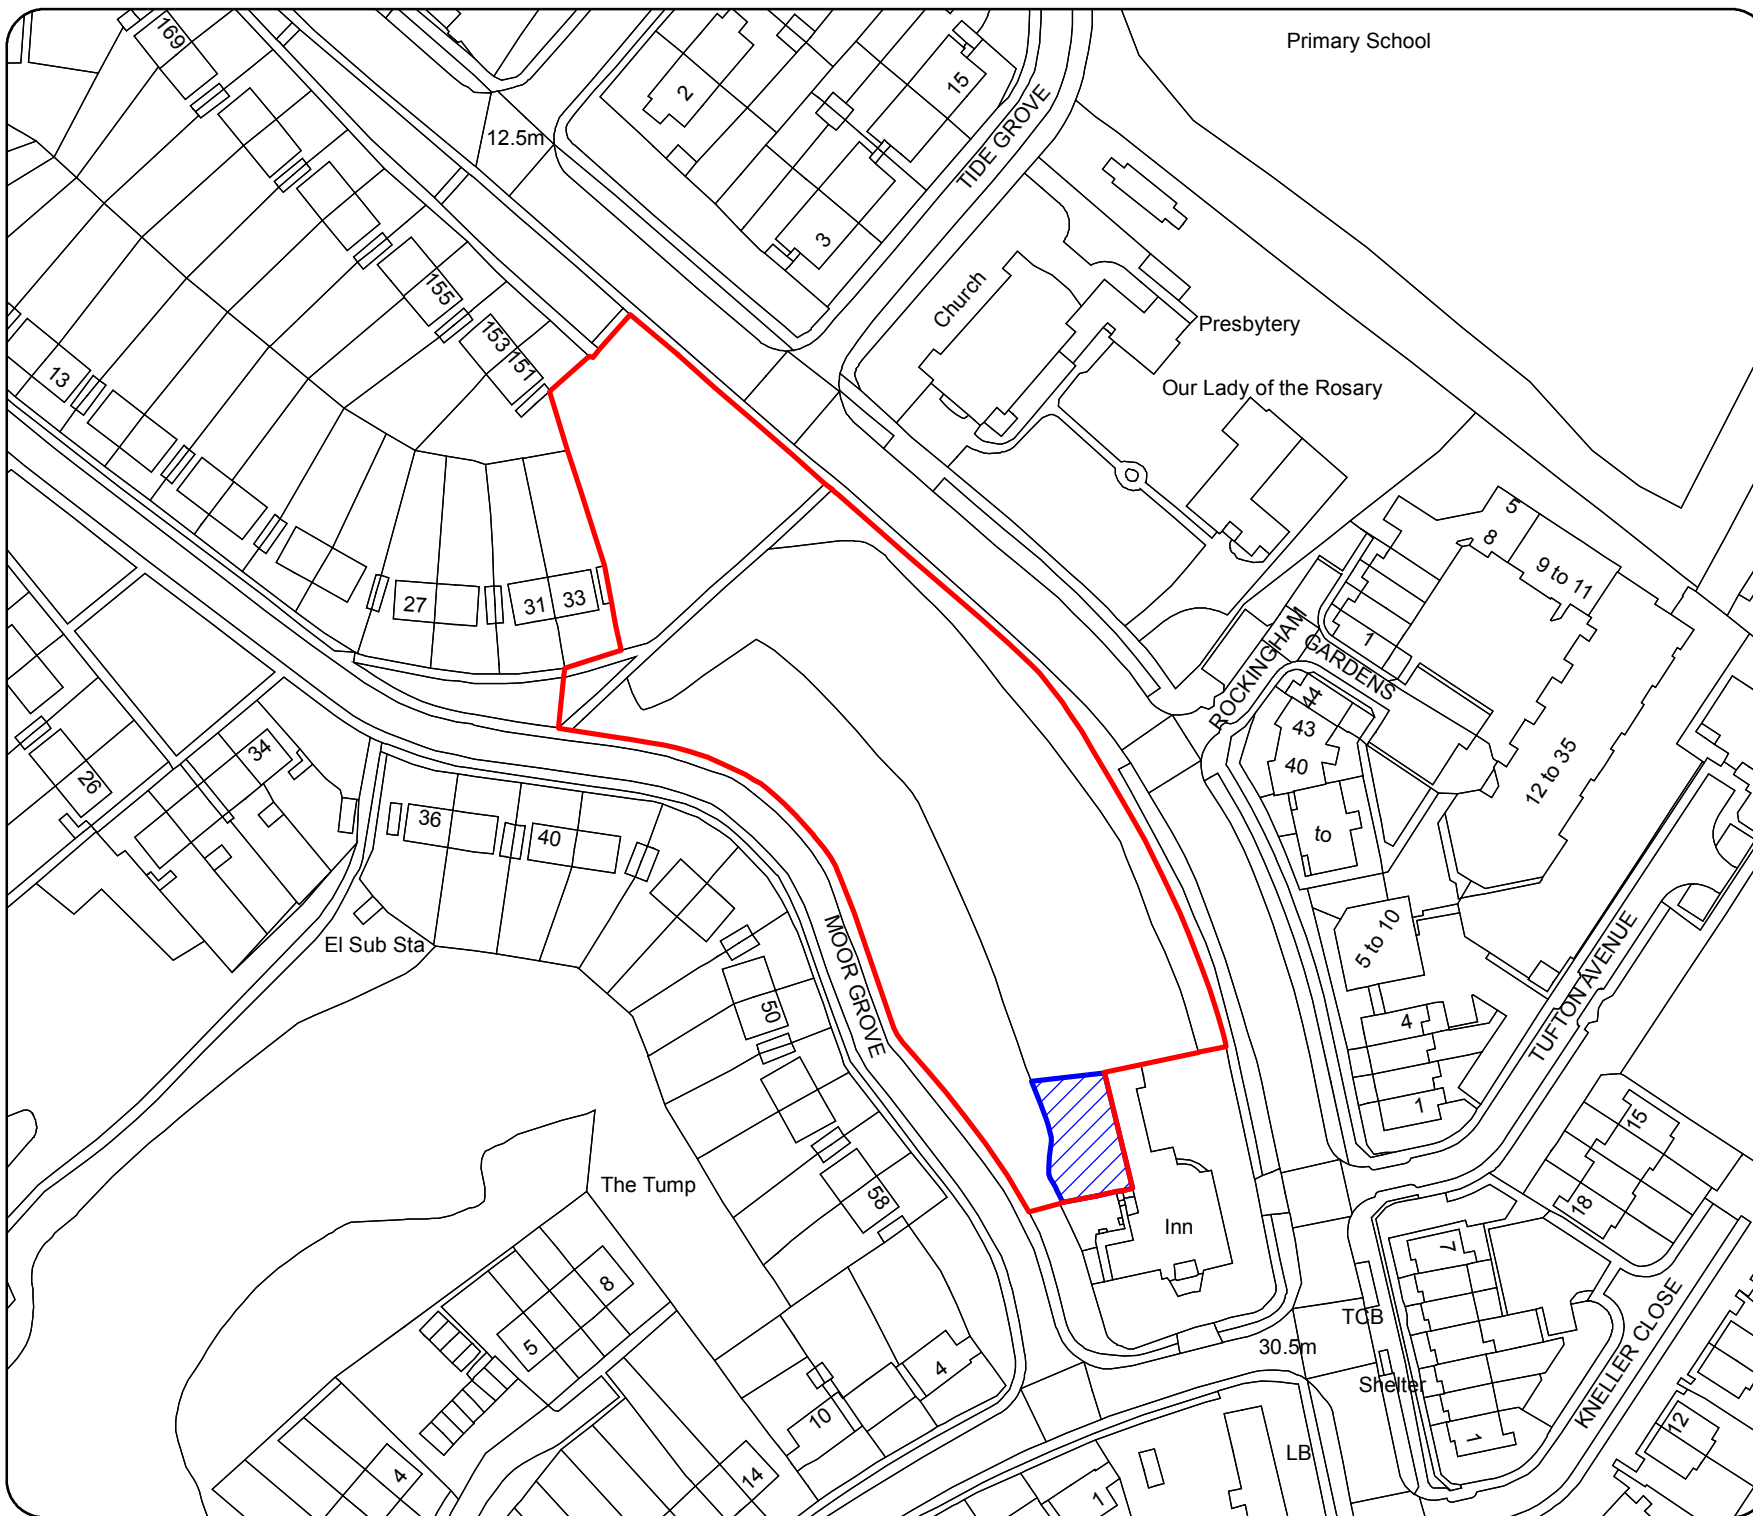 169
Primary School
2
15
12.5m
TIDE GROVE
3
155
Church
153
151
Presbytery
13
Our Lady of the Rosary
5
8
9 to 11
27
31
33
1
ROCKINGHAM
GARDENS
44
43
34
26
40
12 to 35
36
40
to
MOOR GROVE
El Sub Sta
5 to 10
TUFTON AVENUE
50
4
1
15
The Tump
58
18
Inn
7
8
TCB
5
30.5m
KNELLER CLOSE
4
Shelter
10
12
1
LB
4
14
1